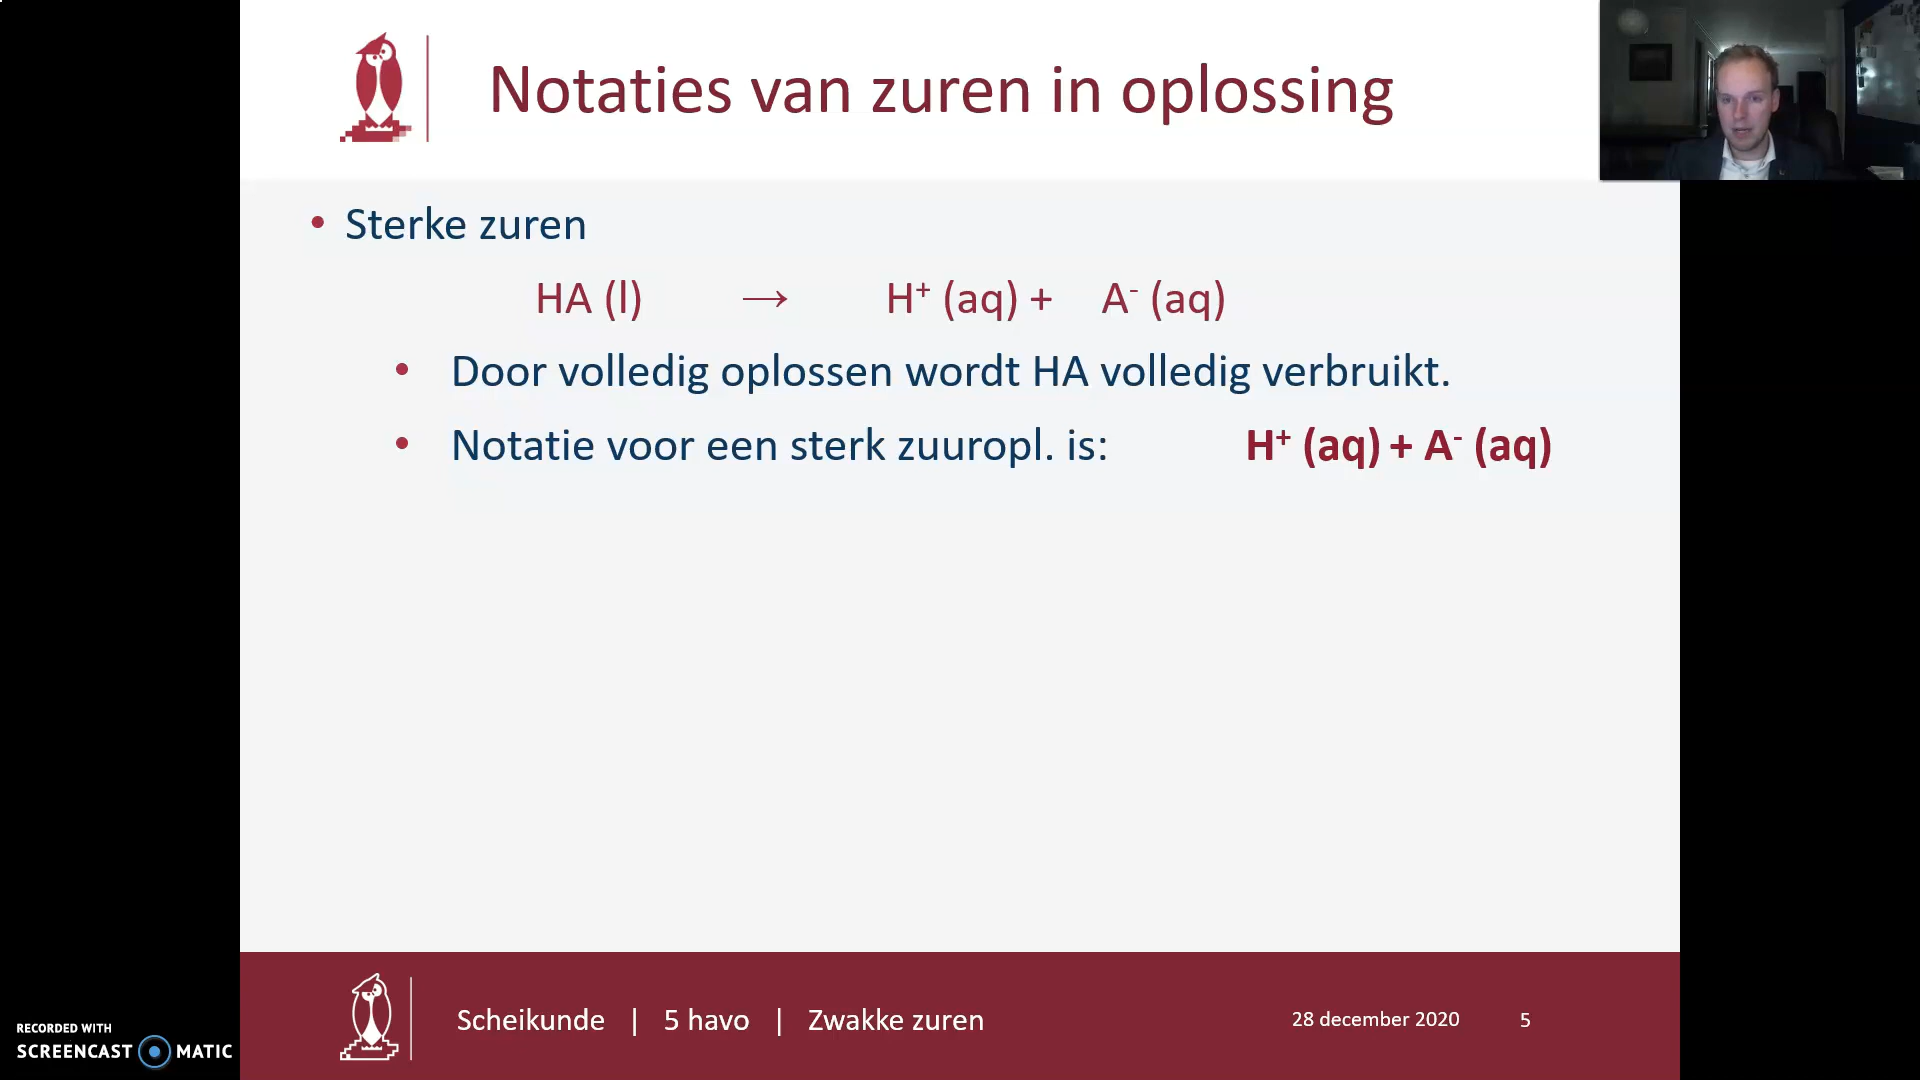 Notaties van zuren in oplossing
• Sterke zuren
HA (l) → H⁺ (aq) + A⁻ (aq)
• Door volledig oplossen wordt HA volledig verbruikt.
• Notatie voor een sterk zuuropl. is: H⁺ (aq) + A⁻ (aq)
Scheikunde | 5 havo | Zwakke zuren
28 december 2020 5
RECORDED WITH
SCREENCAST MATIC